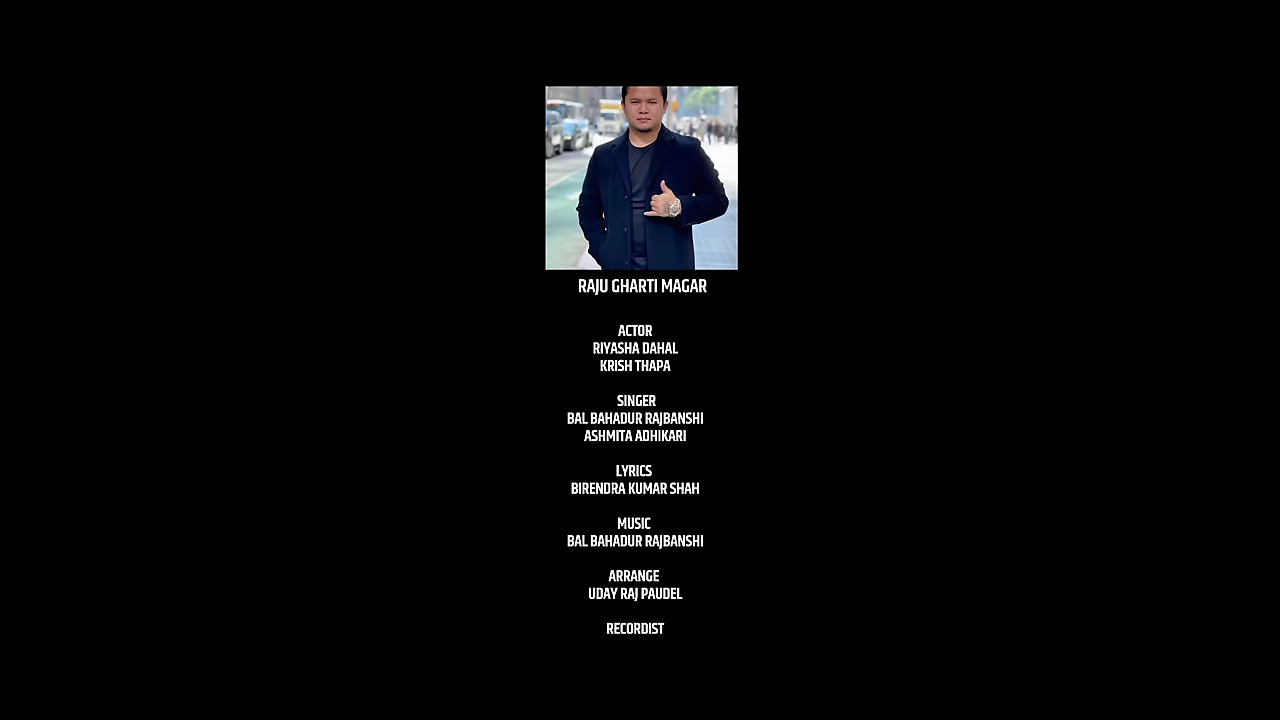 RAJU GHARTI MAGAR
ACTOR
RIYASHA DAHAL
KRISH THAPA
SINGER
BAL BAHADUR RAJBANSHI
ASHMITA ADHIKARI
LYRICS
BIRENDRA KUMAR SHAH
MUSIC
BAL BAHADUR RAJBANSHI
ARRANGE
UDAY RAJ PAUDEL
RECORDIST